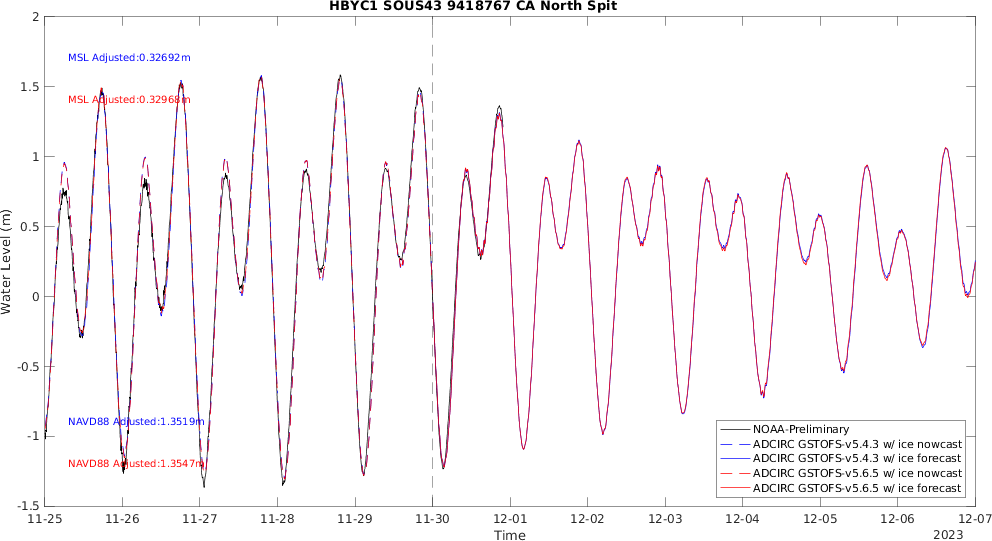 HBYC1 SOUS43 9418767 CA North Spit
2
MSL Adjusted:0.32692m
1.5
MSL Adjusted:0.32968m
1
0.5
Water Level (m)
0
-0.5
NAVD88 Adjusted:1.3519m
-1
NAVD88 Adjusted:1.3547m
-1.5
NOAA-Preliminary
ADCIRC GSTOFS-v5.4.3 w/ ice nowcast
ADCIRC GSTOFS-v5.4.3 w/ ice forecast
ADCIRC GSTOFS-v5.6.5 w/ ice nowcast
ADCIRC GSTOFS-v5.6.5 w/ ice forecast
11-25 11-26 11-27 11-28 11-29 11-30 12-01 12-02 12-03 12-04 12-05 12-06 12-07
Time
2023